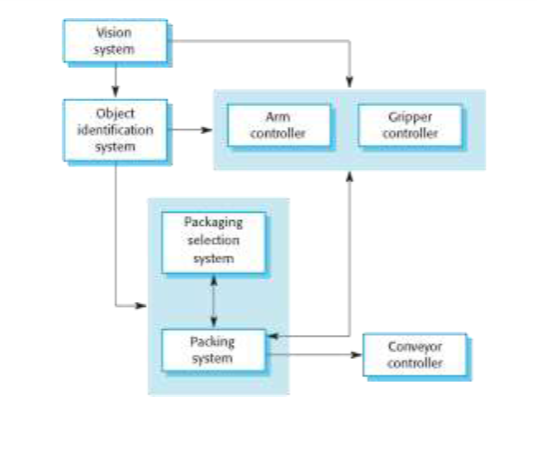 Vision
system
Object
identification
system
Arm
controller
Gripper
controller
Packaging
selection
system
Packing
system
Conveyor
controller